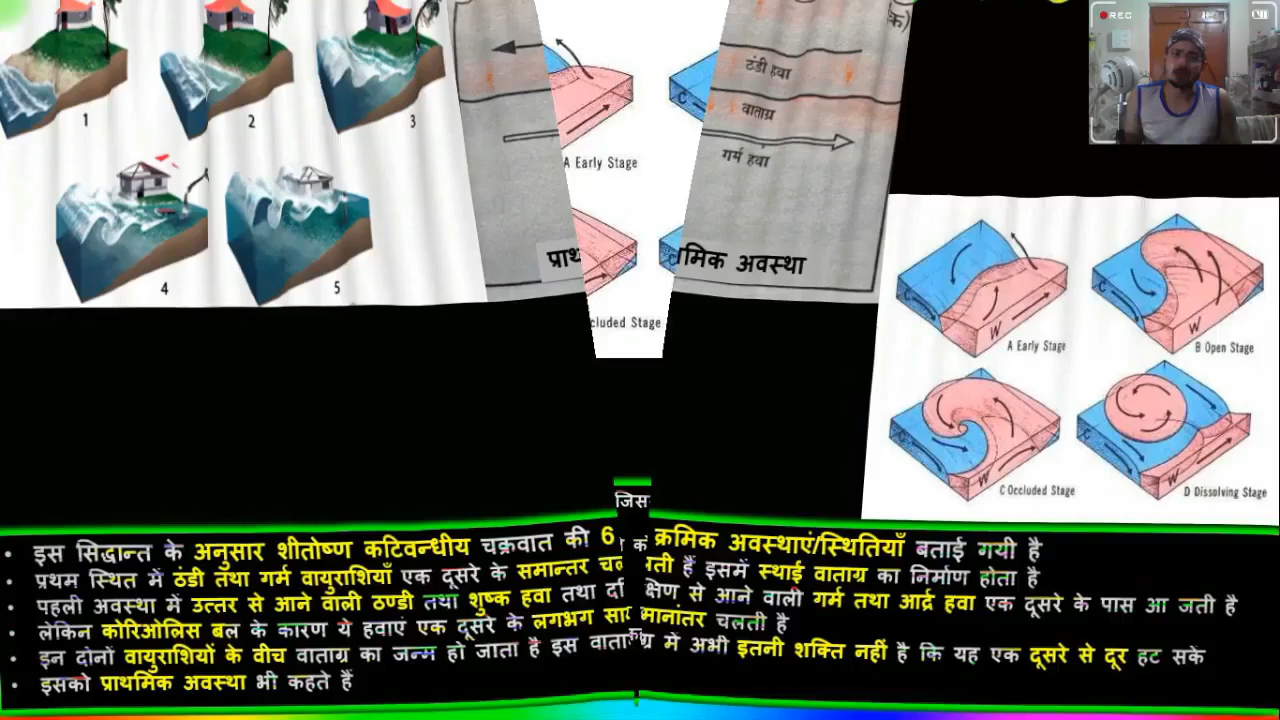 REC
1
2
3
4
5
क)
ठंडी हवा
वाताग्र
गर्म हवा
A Early Stage
प्राथमिक अवस्था
cluded Stage
A Early Stage
B Open Stage
C Occluded Stage
D Dissolving Stage
C
W
C
W
C
W
C
W
जिस
इस सिद्धान्त के अनुसार शीतोष्ण कटिवन्धीय चक्रवात की 6 क्रमिक अवस्थाएं/स्थितियाँ बताई गयी है
प्रथम स्थित में ठंडी तथा गर्म वायुराशियाँ एक दूसरे के समान्तर चलती हैं इसमें स्थाई वाताग्र का निर्माण होता है
पहली अवस्था में उत्तर से आने वाली ठण्डी तथा शुष्क हवा तथा दक्षिण से आने वाली गर्म तथा आर्द्र हवा एक दूसरे के पास आ जती है
लेकिन कोरिओलिस बल के कारण ये हवाएं एक दूसरे के लगभग सामानांतर चलती है
इन दोनों वायुराशियों के वीच वाताग्र का जन्म हो जाता है इस वाताग्र में अभी इतनी शक्ति नहीं है कि यह एक दूसरे से दूर हट सकें
इसको प्राथमिक अवस्था भी कहते हैं